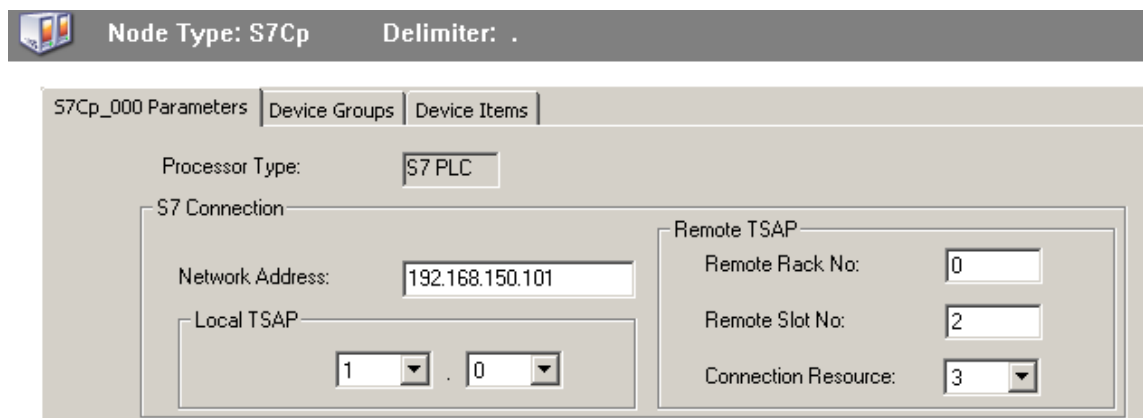 Node Type: S7Cp Delimiter: .
S7Cp_000 Parameters Device Groups Device Items
Processor Type: S7 PLC
S7 Connection
Network Address: 192.168.150.101
Local TSAP
1 . 0
Remote TSAP
Remote Rack No: 0
Remote Slot No: 2
Connection Resource: 3